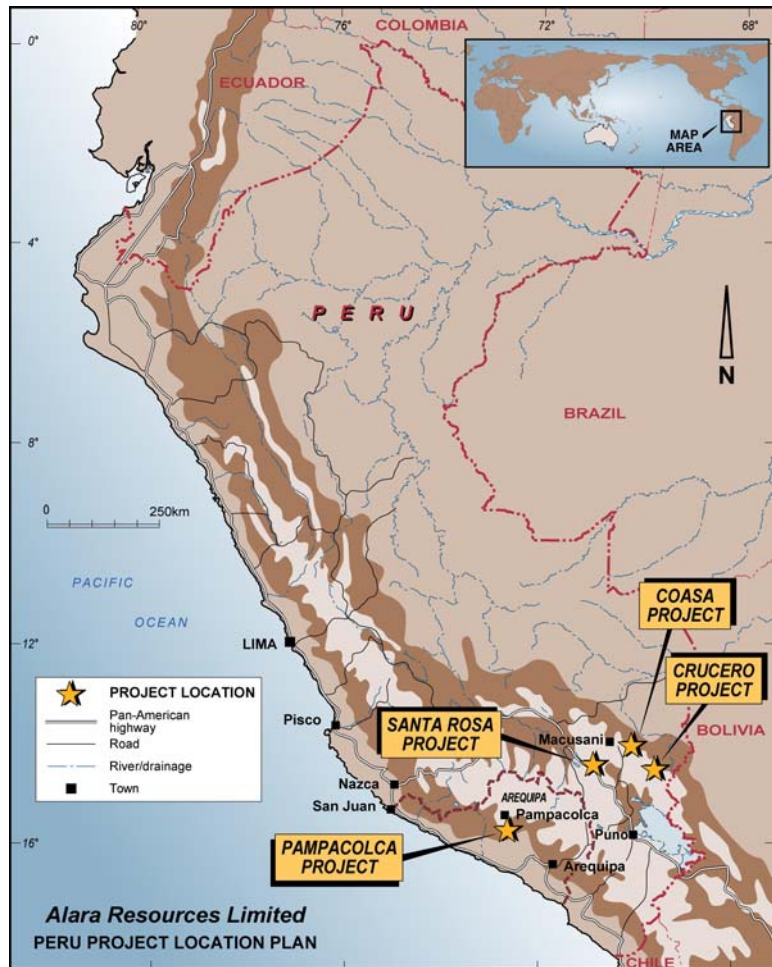 80°
76°
72°
68°
COLOMBIA
0°
ECUADOR
MAP
AREA
4°
PERU
N
BRAZIL
8°
0
250km
PACIFIC
OCEAN
COASA
PROJECT
12°
LIMA
CRUCERO
PROJECT
PROJECT LOCATION
Pan-American
highway
Road
River/drainage
Town
Pisco
SANTA ROSA
PROJECT
Macusani
BOLIVIA
Nazca
San Juan
AREQUIPA
Pampacolca
Puno
16°
PAMPACOLCA
PROJECT
Arequipa
Alara Resources Limited
PERU PROJECT LOCATION PLAN
CHILE